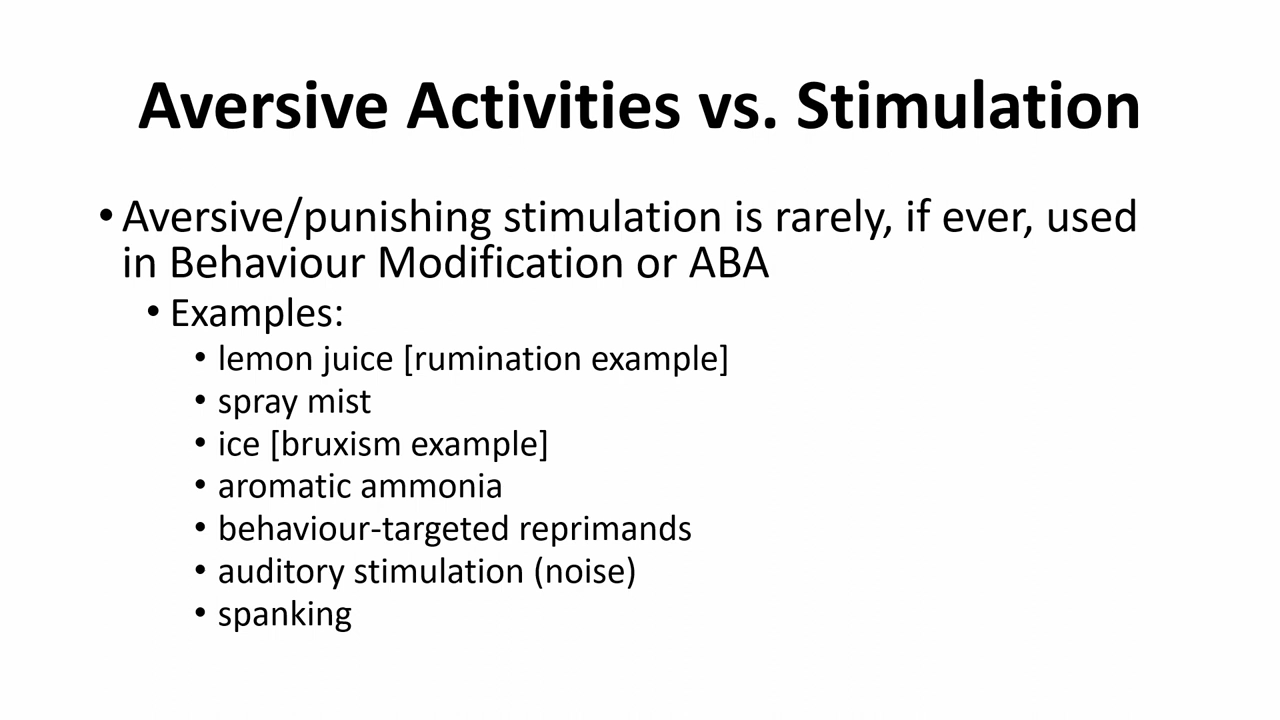 Aversive Activities vs. Stimulation
• Aversive/punishing stimulation is rarely, if ever, used
in Behaviour Modification or ABA
• Examples:
• lemon juice [rumination example]
• spray mist
• ice [bruxism example]
• aromatic ammonia
• behaviour-targeted reprimands
• auditory stimulation (noise)
• spanking